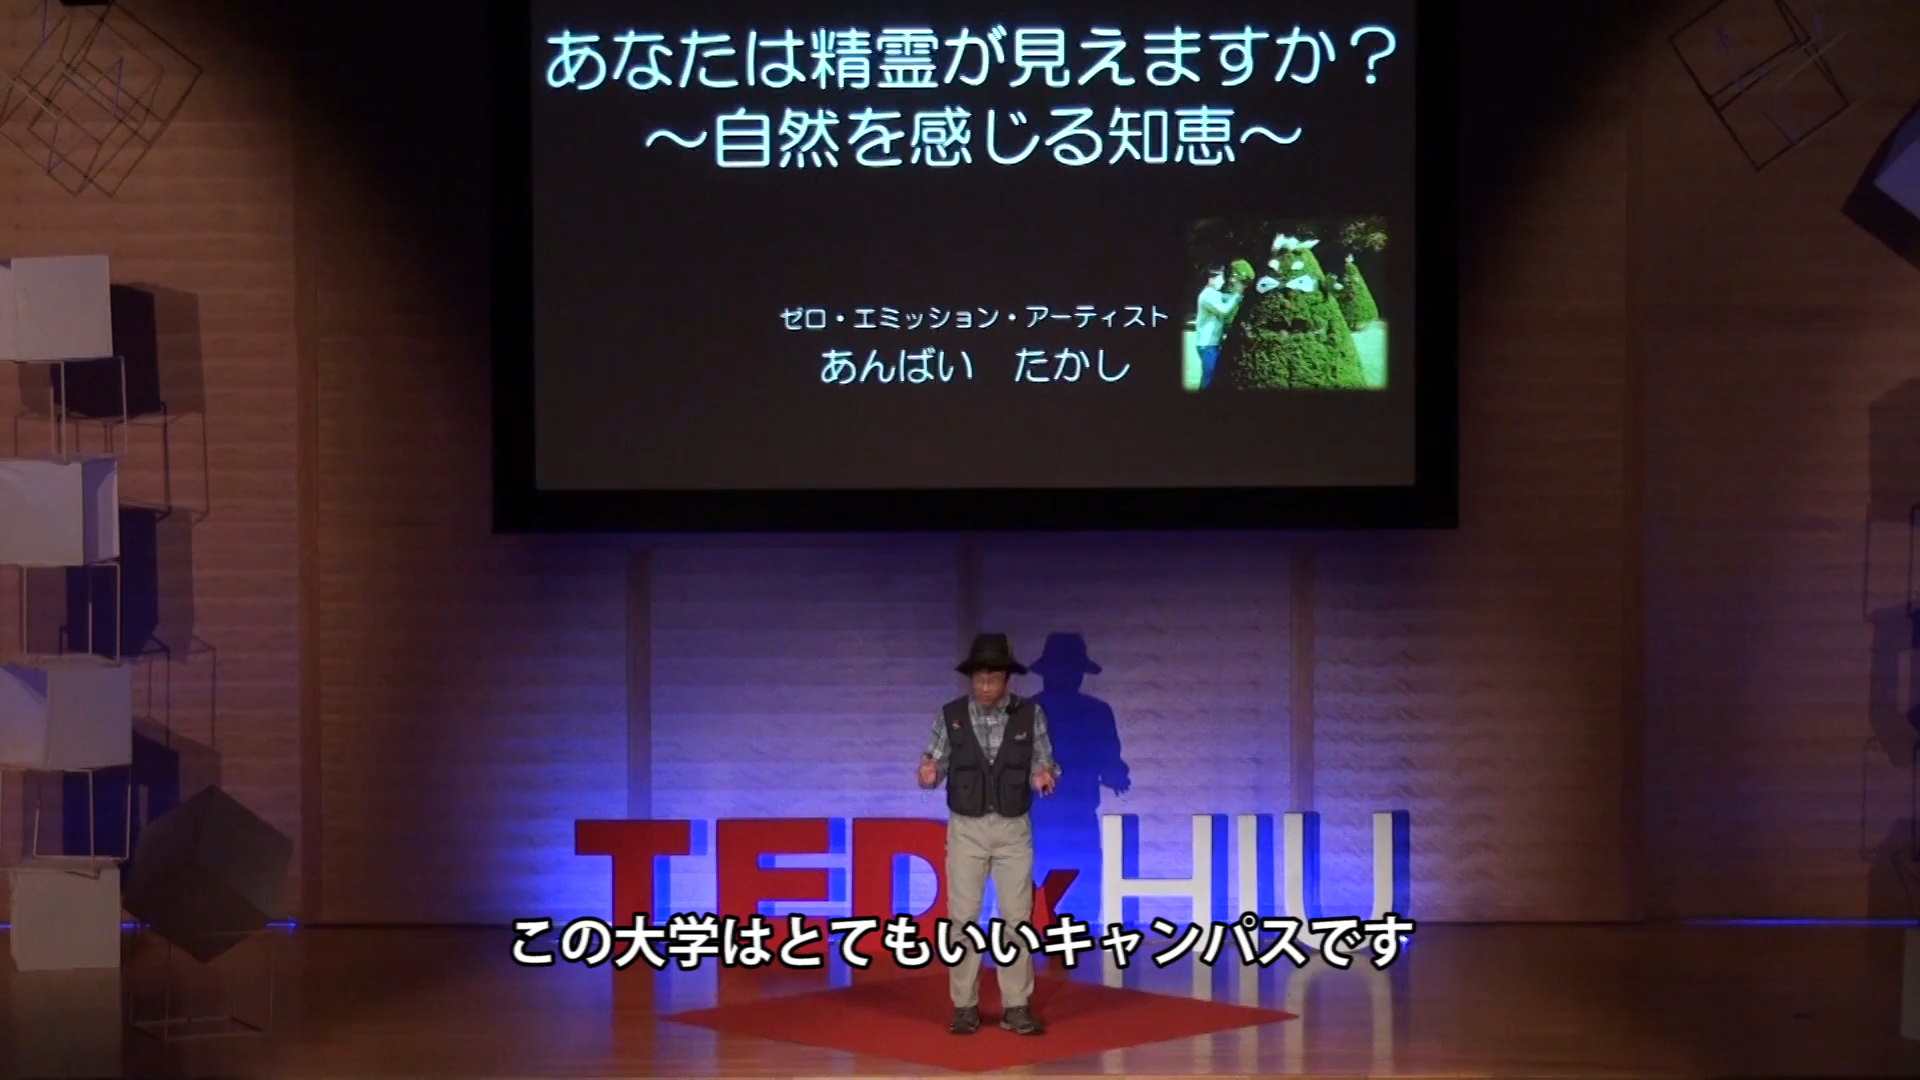 あなたは精霊が見えますか？
～自然を感じる知恵～
ゼロ・エミッション・アーティスト
あんばい　たかし
TEDxHIU
この大学はとてもいいキャンパスです